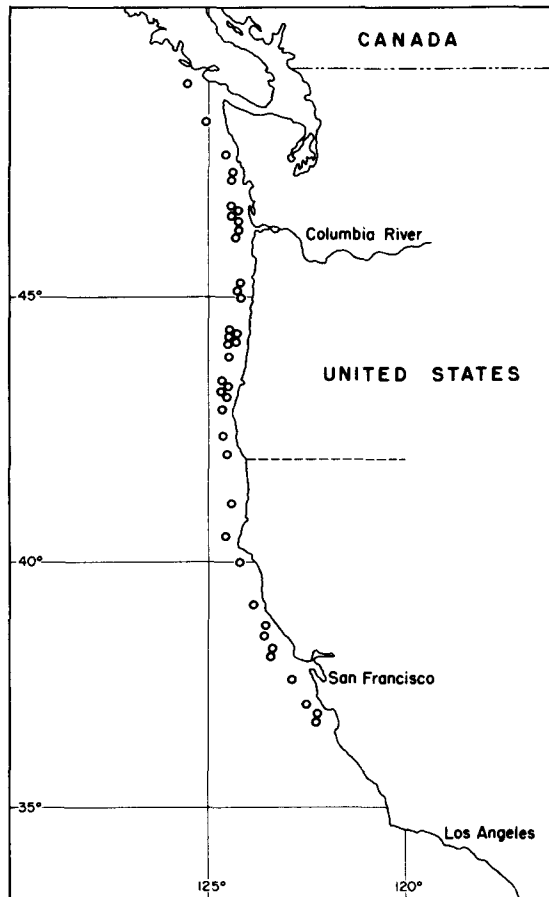 CANADA
Columbia River
45°
UNITED STATES
40°
San Francisco
35°
Los Angeles
125°
120°